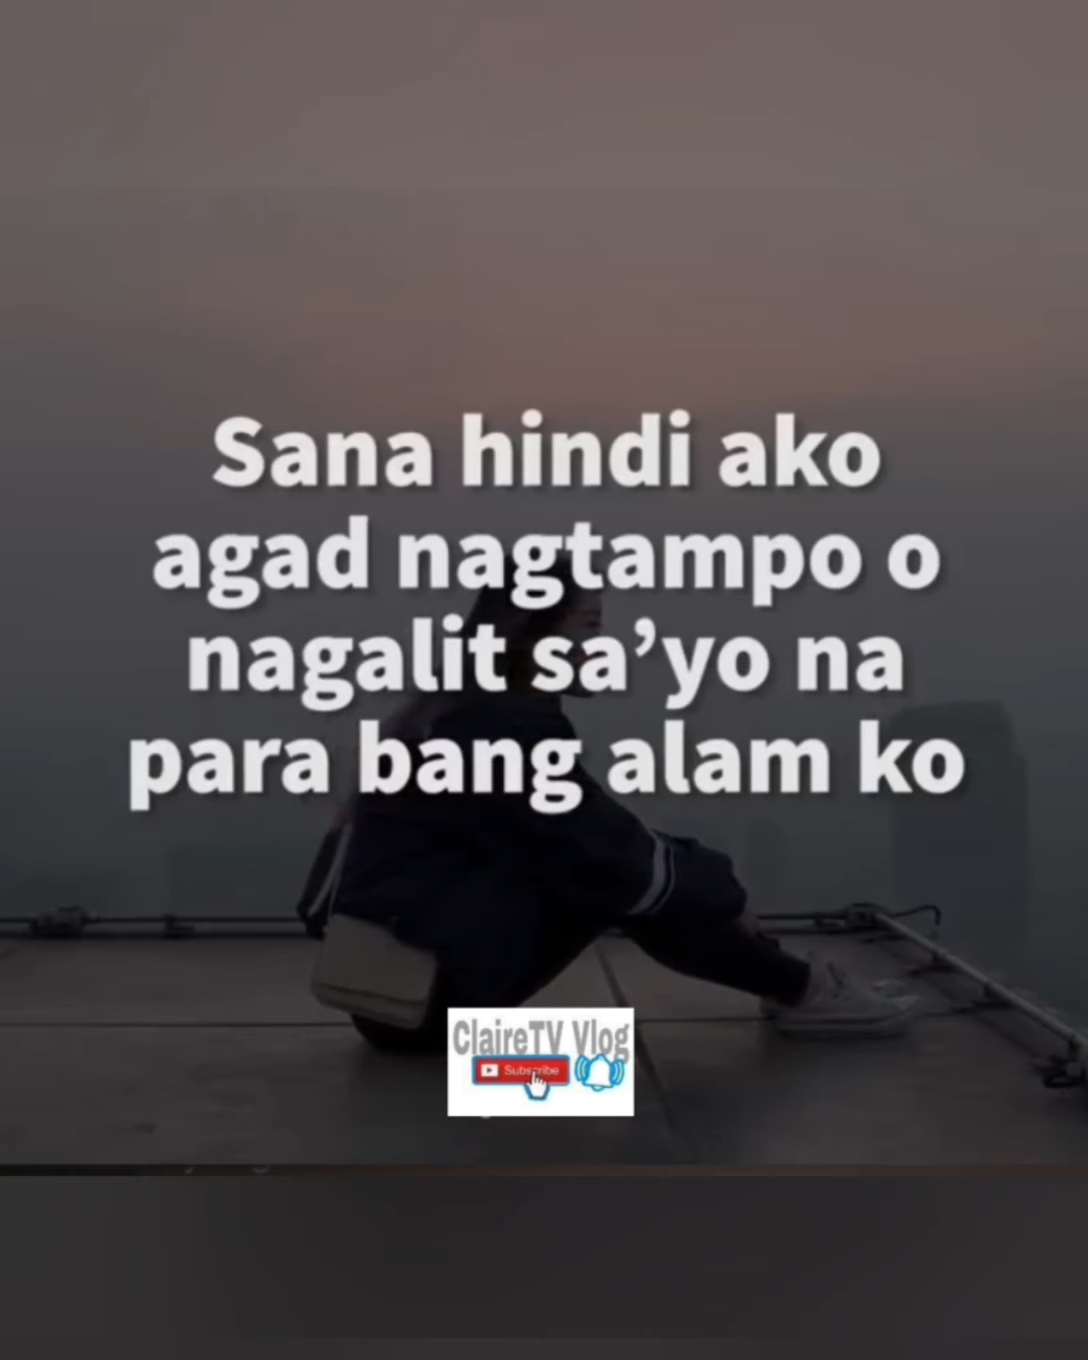 Sana hindi ako
agad nagtampo o
nagalit sa’yo na
para bang alam ko
ClaireTV Vlog
Subscribe